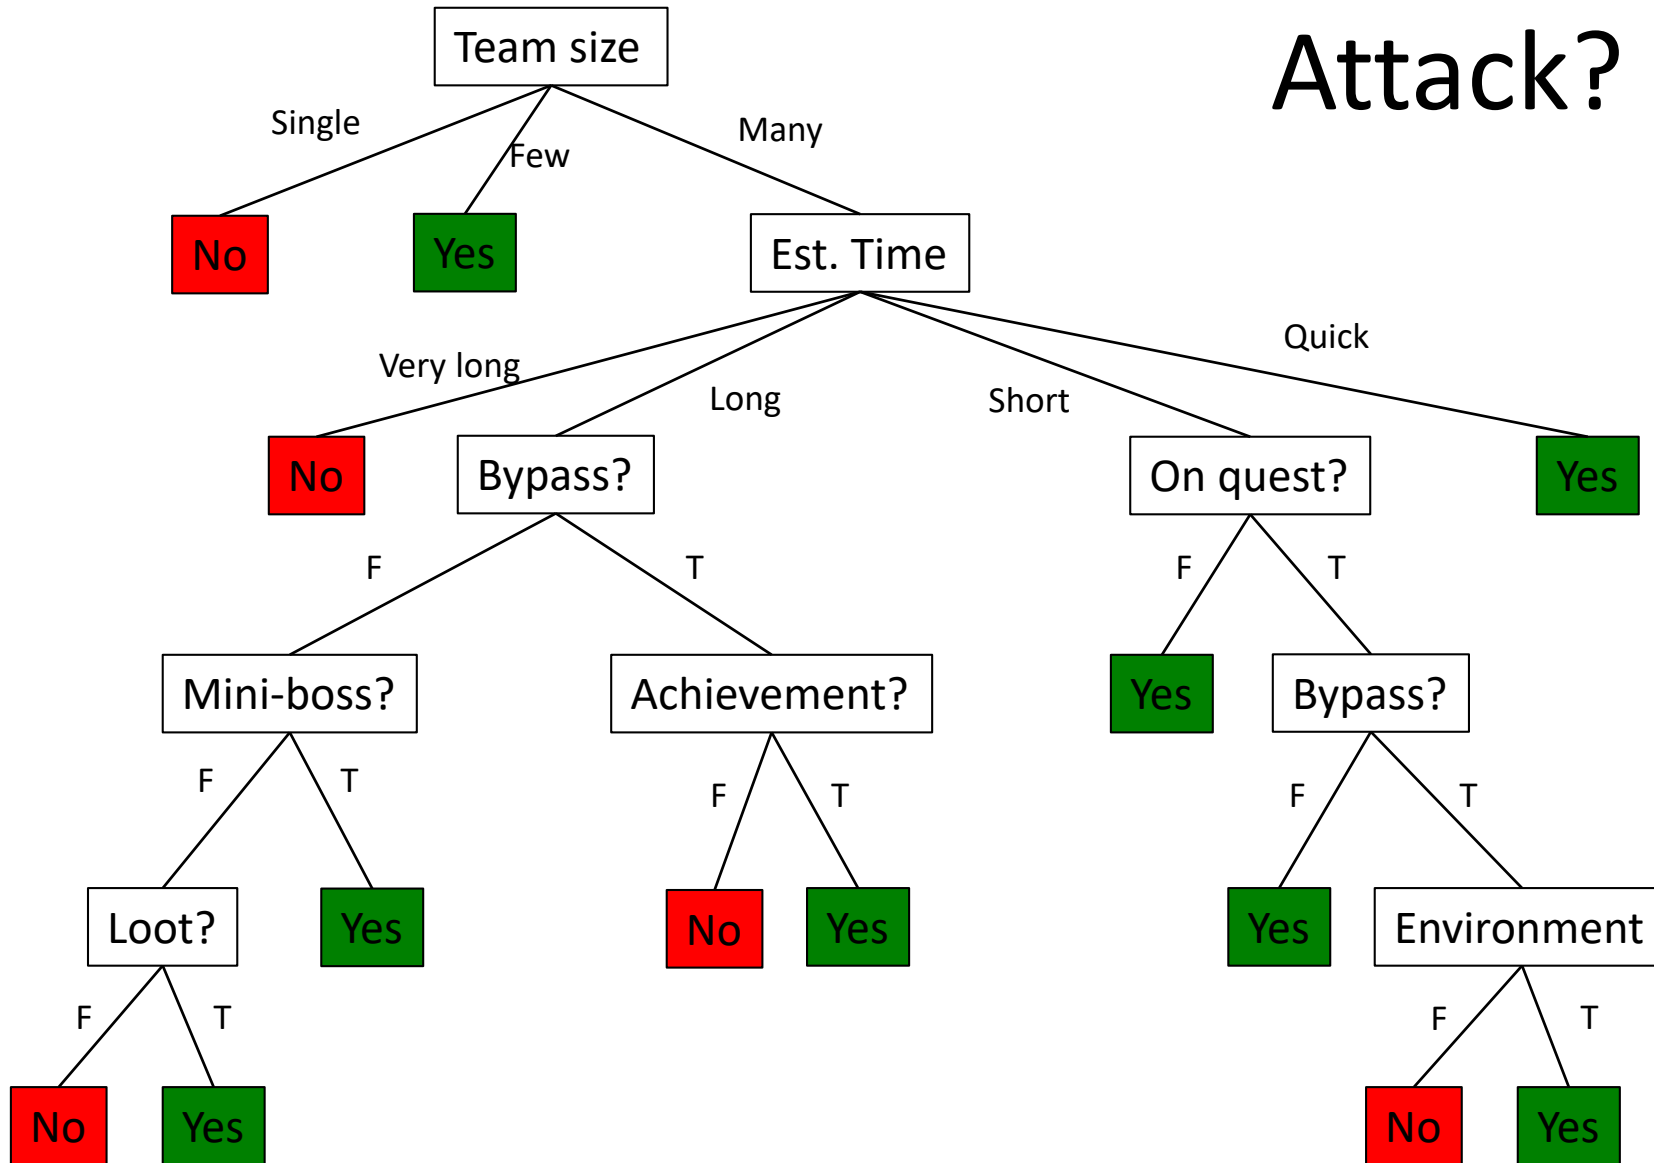 Attack?
Team size
Single
Few
Many
No
Yes
Est. Time
Very long
Long
Short
Quick
No
Bypass?
On quest?
Yes
F
T
F
T
Mini-boss?
Achievement?
Yes
Bypass?
F
T
F
T
F
T
Loot?
Yes
No
Yes
Yes
Environment
F
T
F
T
No
Yes
No
Yes